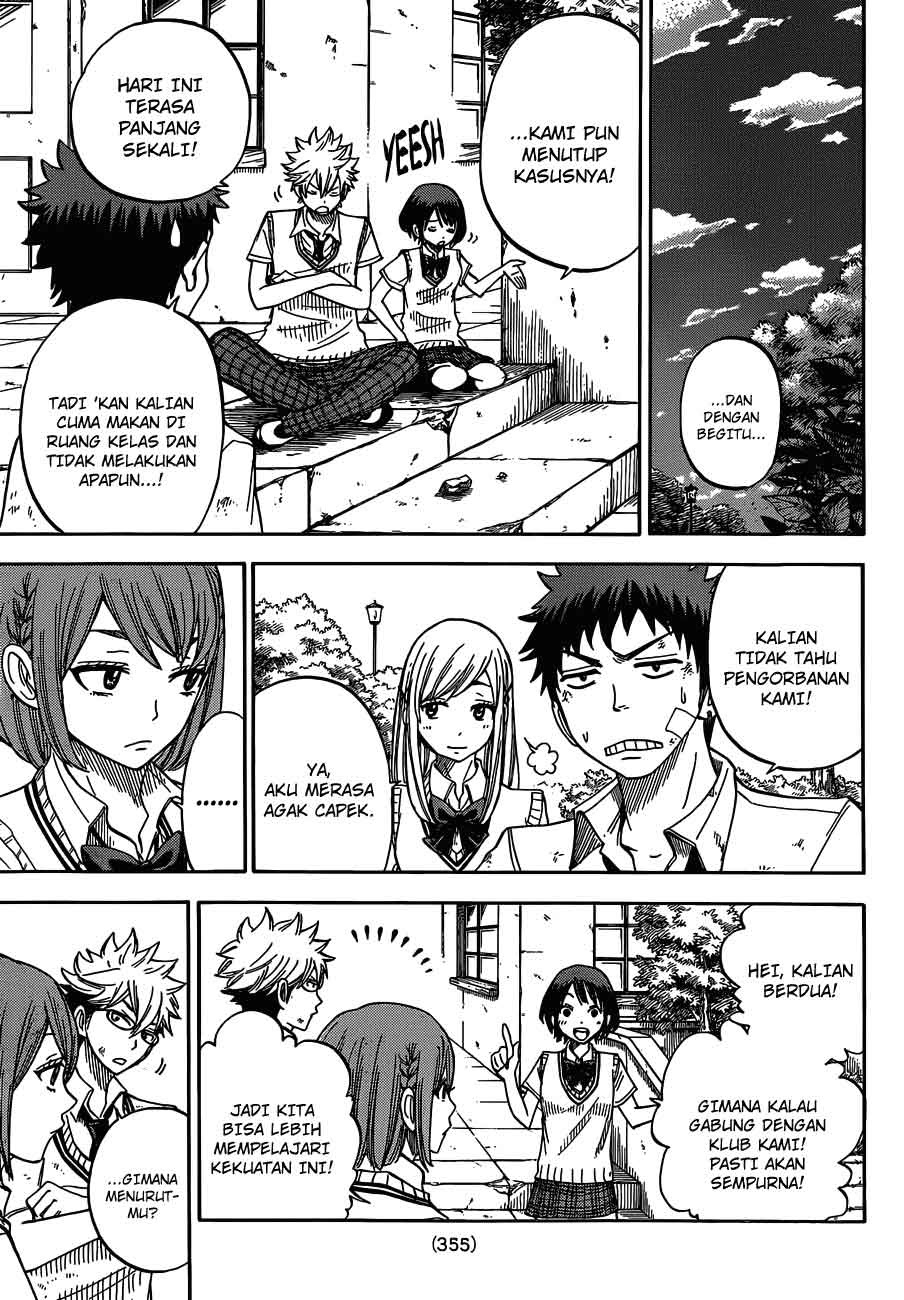 ...DAN
DENGAN
BEGITU...
...KAMI PUN
MENUTUP
KASUSNYA!
YEESH
HARI INI
TERASA
PANJANG
SEKALI!
TADI 'KAN KALIAN
CUMA MAKAN DI
RUANG KELAS DAN
TIDAK MELAKUKAN
APAPUN...!
KALIAN
TIDAK TAHU
PENGORBANAN
KAMI!
YA,
AKU MERASA
AGAK CAPEK.
.......
HEI, KALIAN
BERDUA!
GIMANA KALAU
GABUNG DENGAN
KLUB KAMI!
PASTI AKAN
SEMPURNA!
JADI KITA
BISA LEBIH
MEMPELAJARI
KEKUATAN INI!
...GIMANA
MENURUT-
MU?
(355)